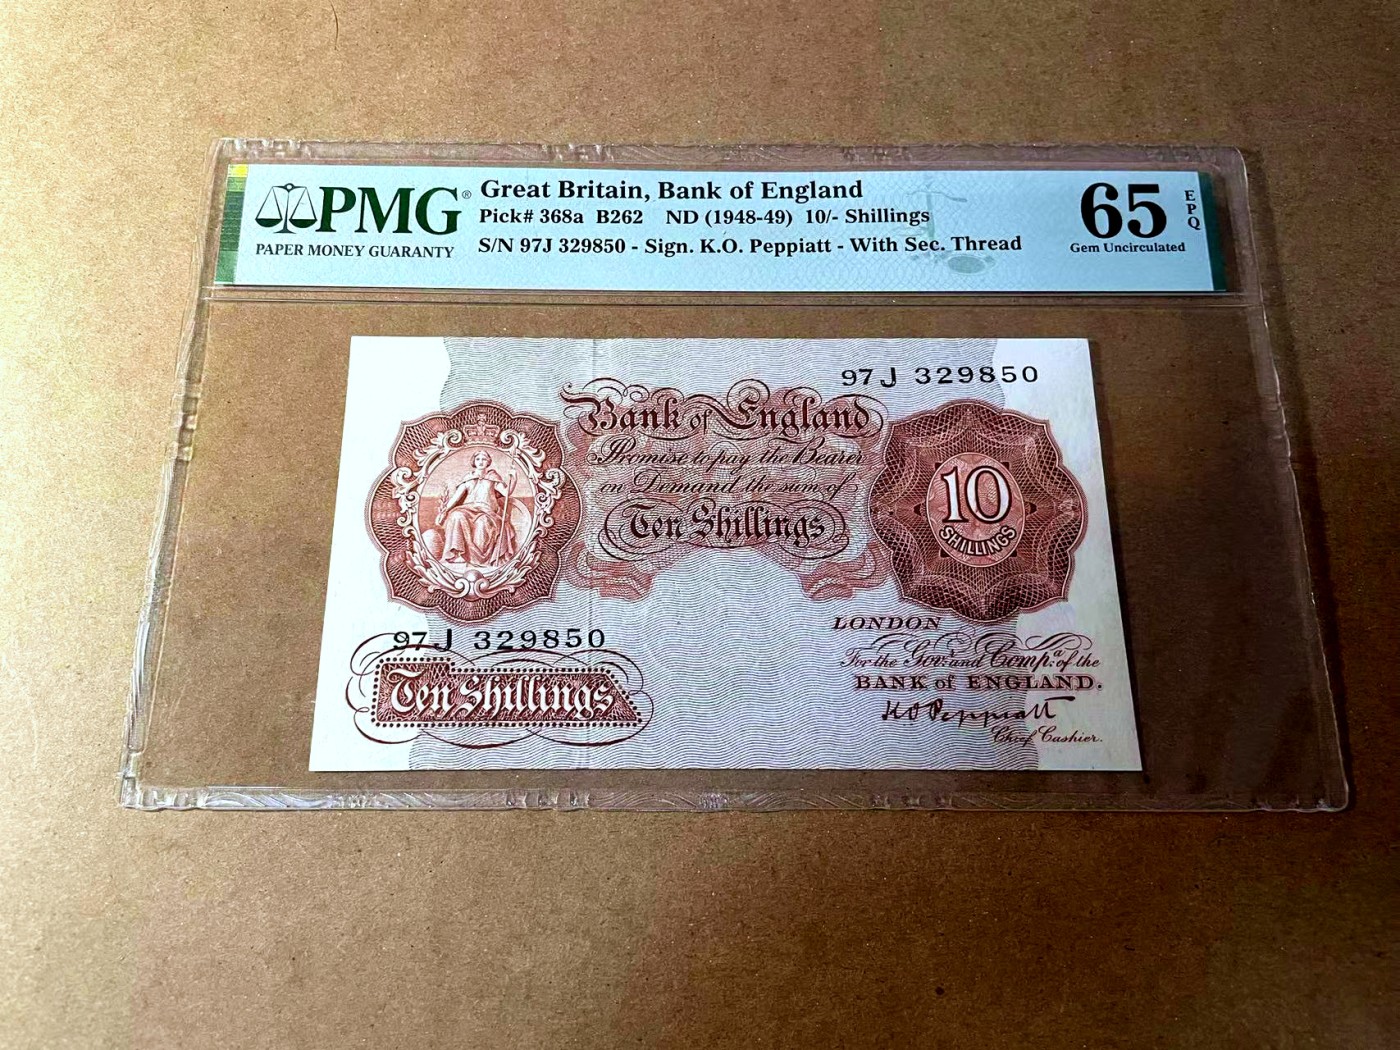 PMG®
PAPER MONEY GUARANTY
Great Britain, Bank of England
Pick# 368a B262 ND (1948-49) 10/- Shillings
S/N 97J 329850 - Sign. K.O. Peppiatt - With Sec. Thread
65
Gem Uncirculated
EPQ
97J 329850
Bank of England
Promise to pay the Bearer
on Demand the sum of
Ten Shillings
10
SHILLINGS
97J 329850
Ten Shillings
LONDON
For the Govr. and Compa. of the
BANK of ENGLAND.
K O Peppiatt
Chief Cashier.